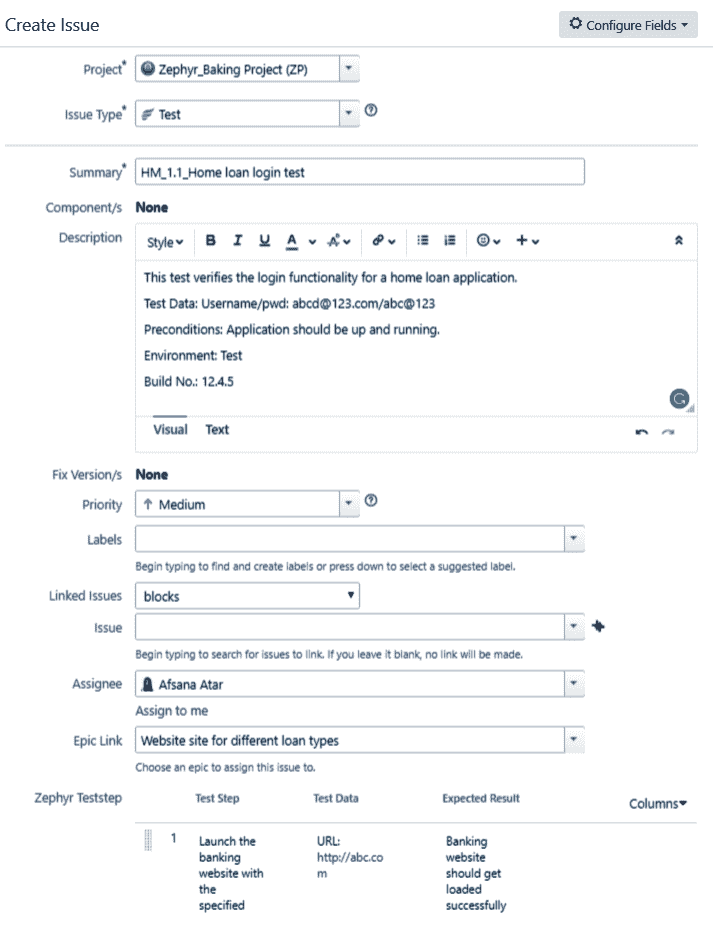 Create Issue
Configure Fields
Project*
Zephyr_Baking Project (ZP)
Issue Type*
Test
Summary*
HM_1.1_Home loan login test
Component/s None
Description
Style B I U A
This test verifies the login functionality for a home loan application.
Test Data: Username/pwd: abcd@123.com/abc@123
Preconditions: Application should be up and running.
Environment: Test
Build No.: 12.4.5
Visual Text
Fix Version/s None
Priority Medium
Labels
Begin typing to find and create labels or press down to select a suggested label.
Linked Issues blocks
Issue
Begin typing to search for issues to link. If you leave it blank, no link will be made.
Assignee Afsana Atar
Assign to me
Epic Link Website site for different loan types
Choose an epic to assign this issue to.
Zephyr Teststep Test Step Test Data Expected Result Columns
1 Launch the URL: Banking
banking http://abc.co website
website with m should get
the loaded
specified successfully